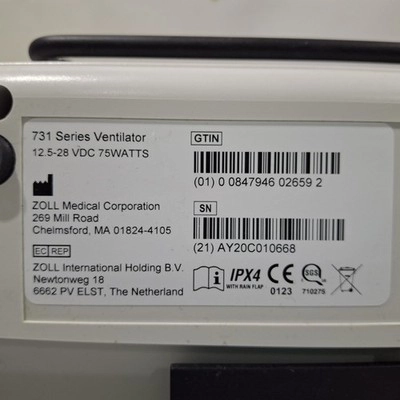 731 Series Ventilator
12.5-28 VDC 75WATTS
ZOLL Medical Corporation
269 Mill Road
Cheimsford, MA 01824-4105
EC REP
ZOLL International Holding B.V.
Newtonweg 18
6662 PV ELST, The Netherland
GTIN
(01) 0 0847946 02659 2
SN
(21) AY20C010668
i IPX4 CE SGS
WITH RAIN FLAP 0123 710275